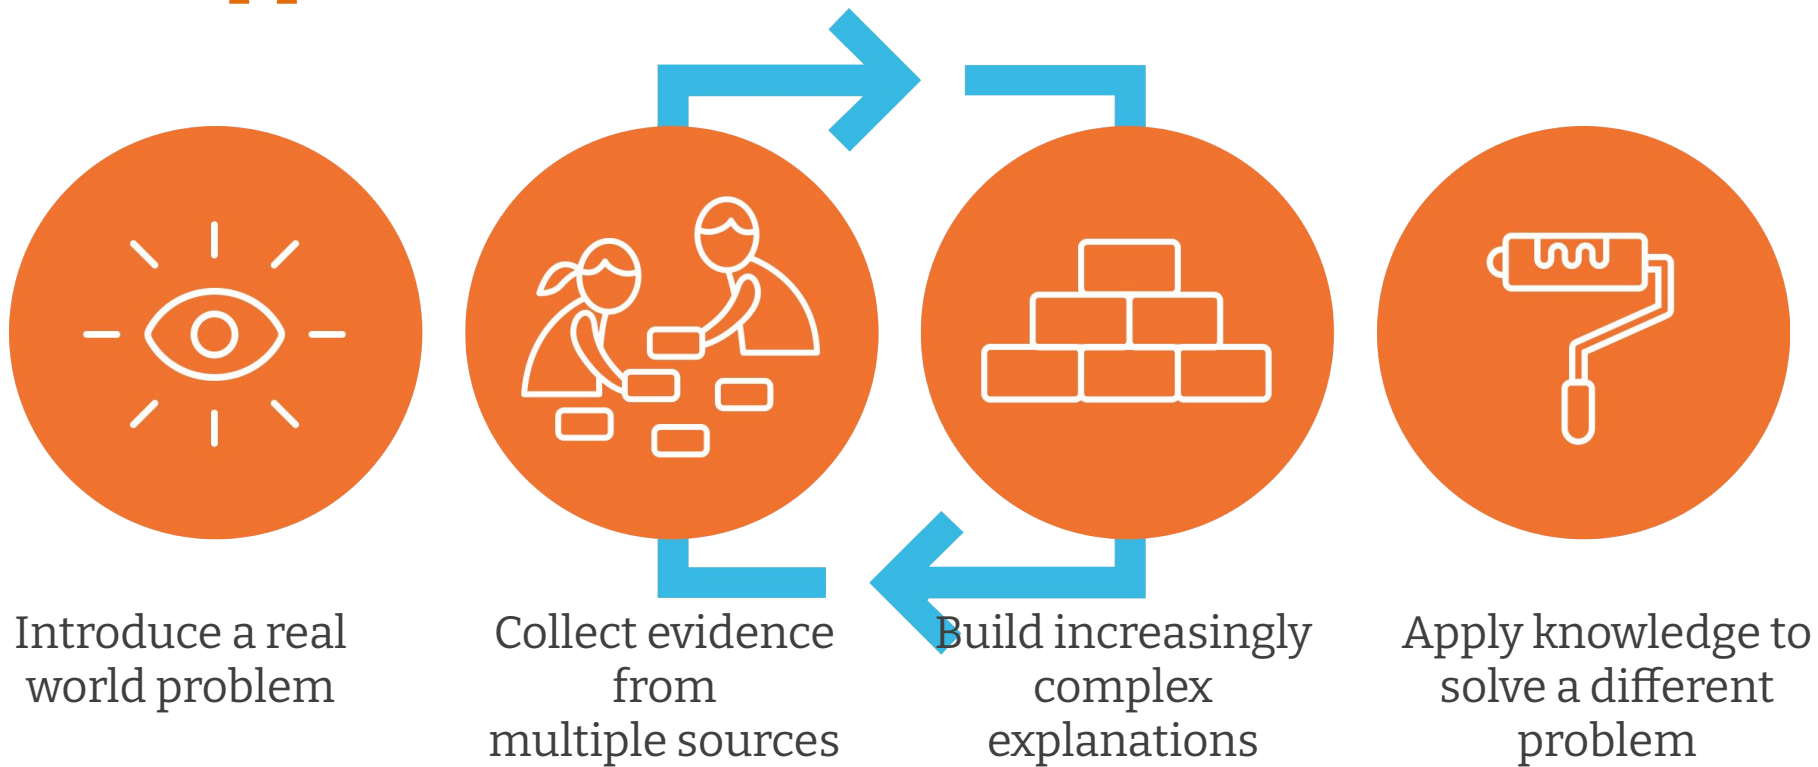 Introduce a real
world problem
Collect evidence
from
multiple sources
Build increasingly
complex
explanations
Apply knowledge to
solve a different
problem